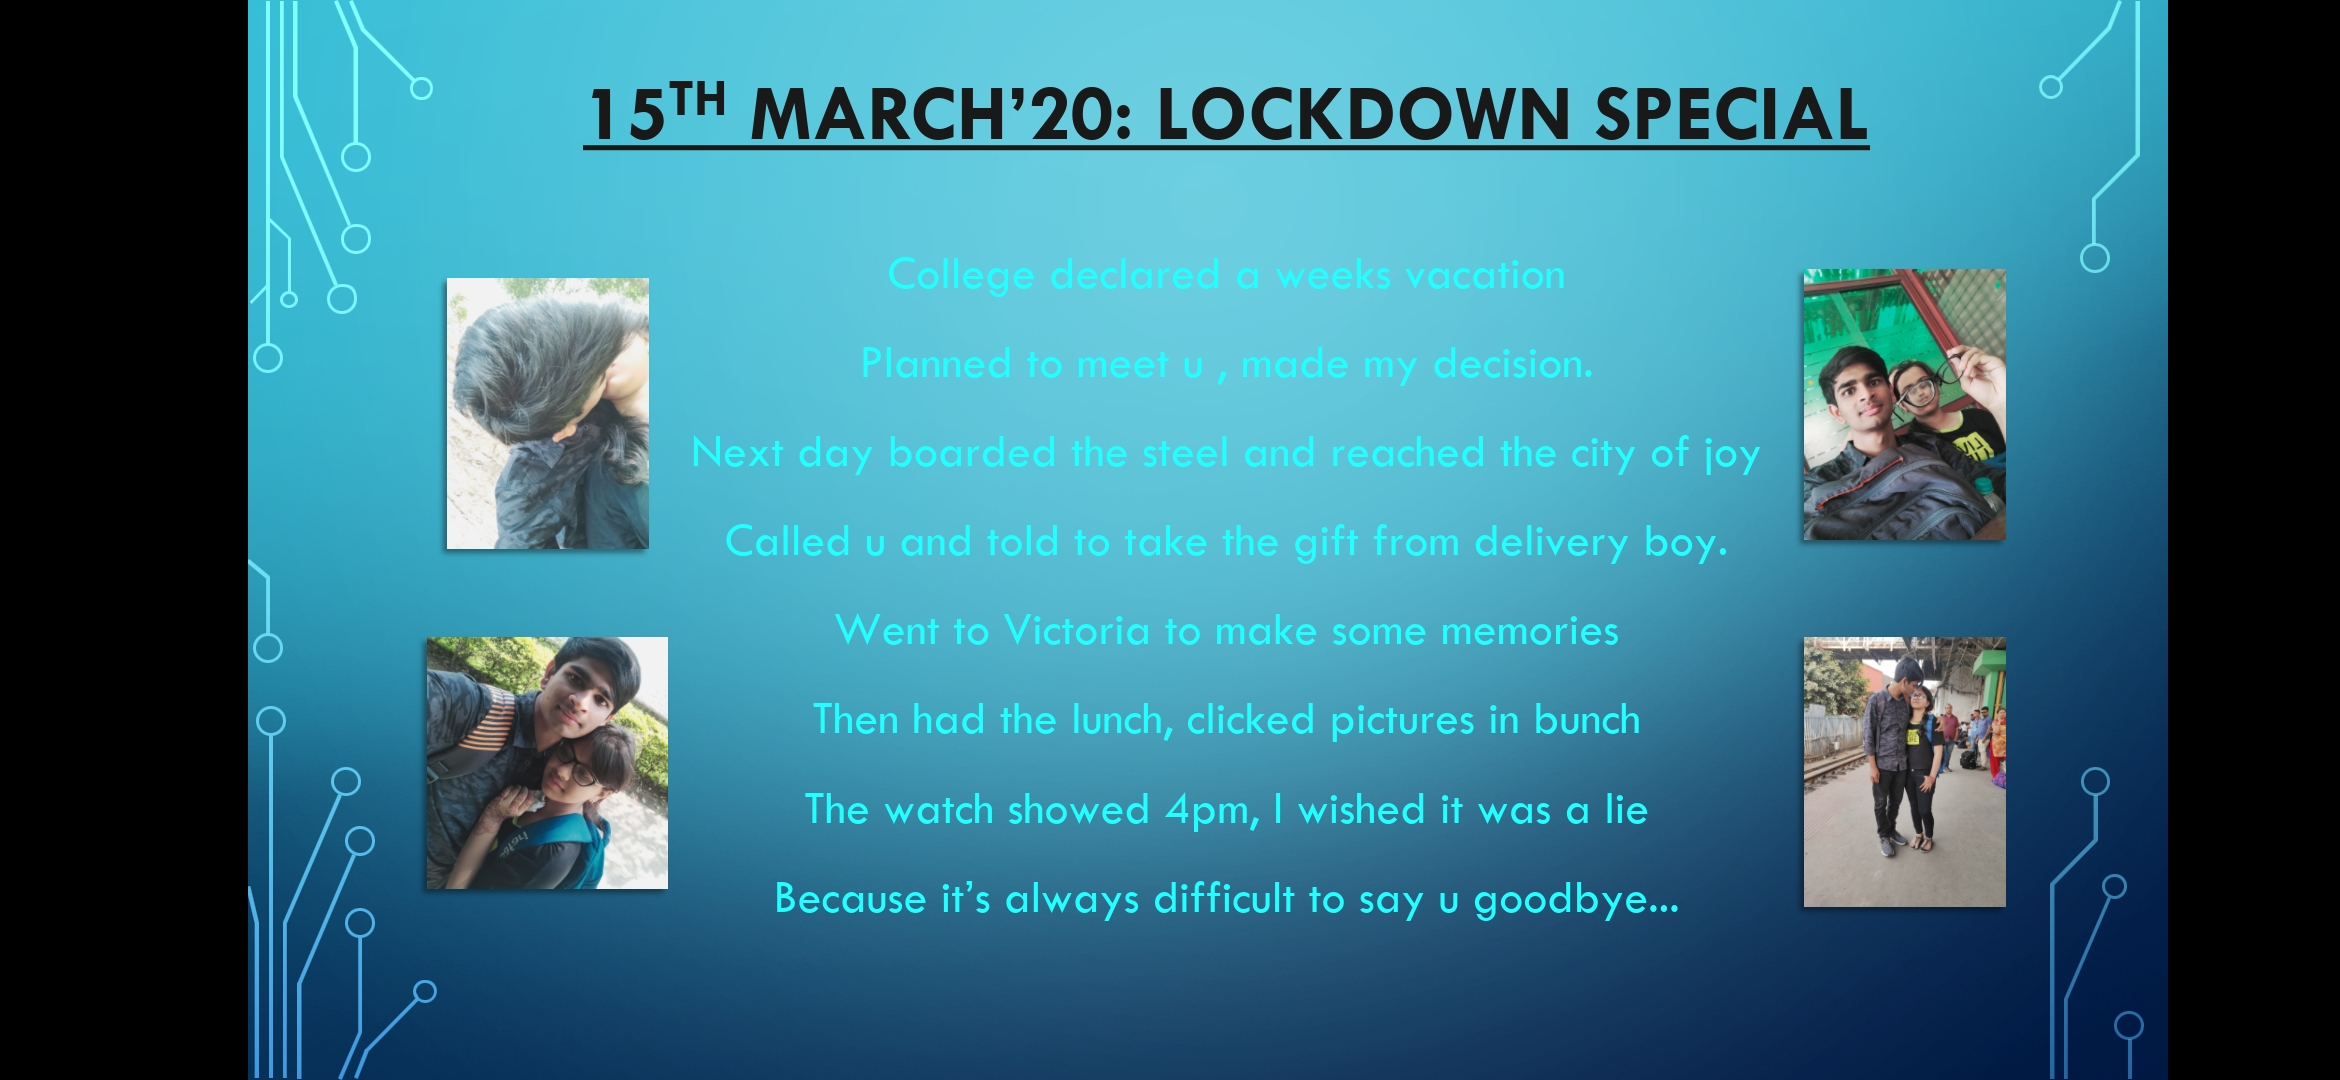 15TH MARCH’20: LOCKDOWN SPECIAL
College declared a weeks vacation
Planned to meet u , made my decision.
Next day boarded the steel and reached the city of joy
Called u and told to take the gift from delivery boy.
Went to Victoria to make some memories
Then had the lunch, clicked pictures in bunch
The watch showed 4pm, I wished it was a lie
Because it’s always difficult to say u goodbye...